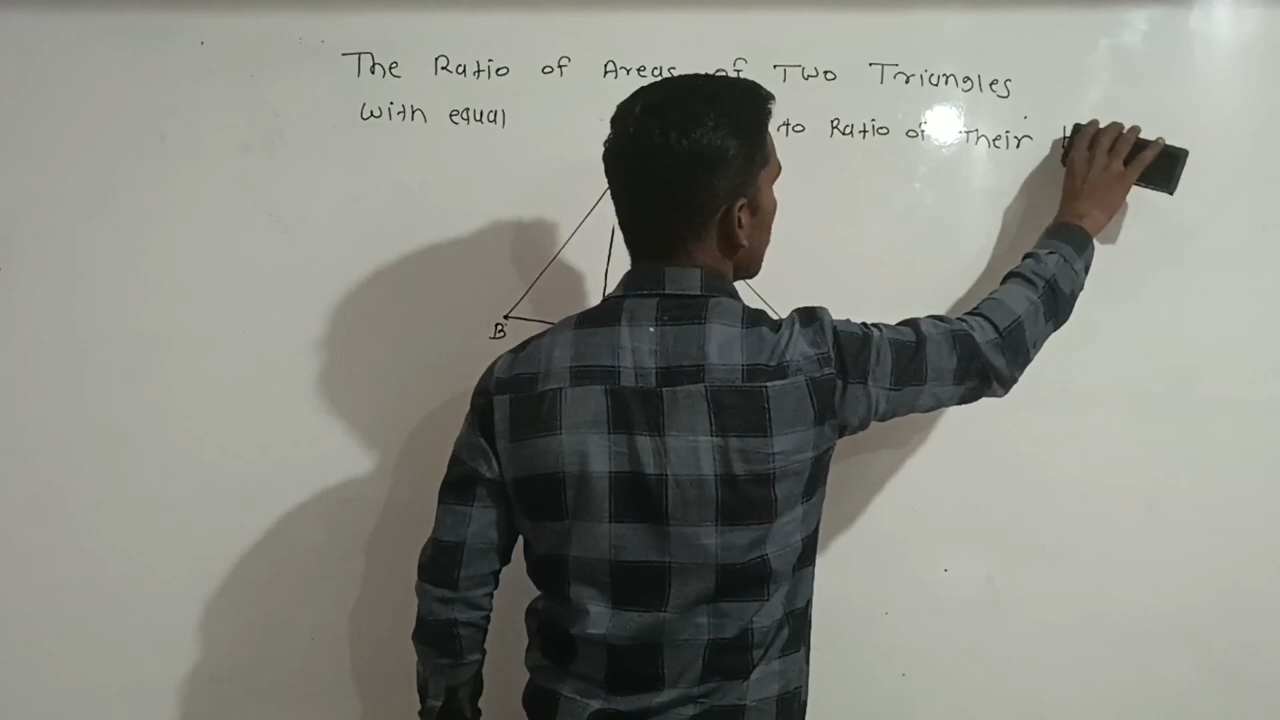 The Ratio of Areas of Two Triangles
with equal to Ratio of Their
B